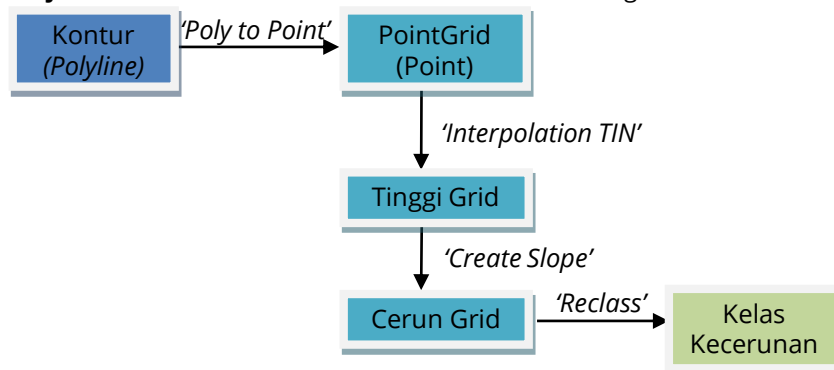 Kontur
(Polyline)
‘Poly to Point’
PointGrid
(Point)
‘Interpolation TIN’
Tinggi Grid
‘Create Slope’
Cerun Grid
‘Reclass’
Kelas
Kecerunan